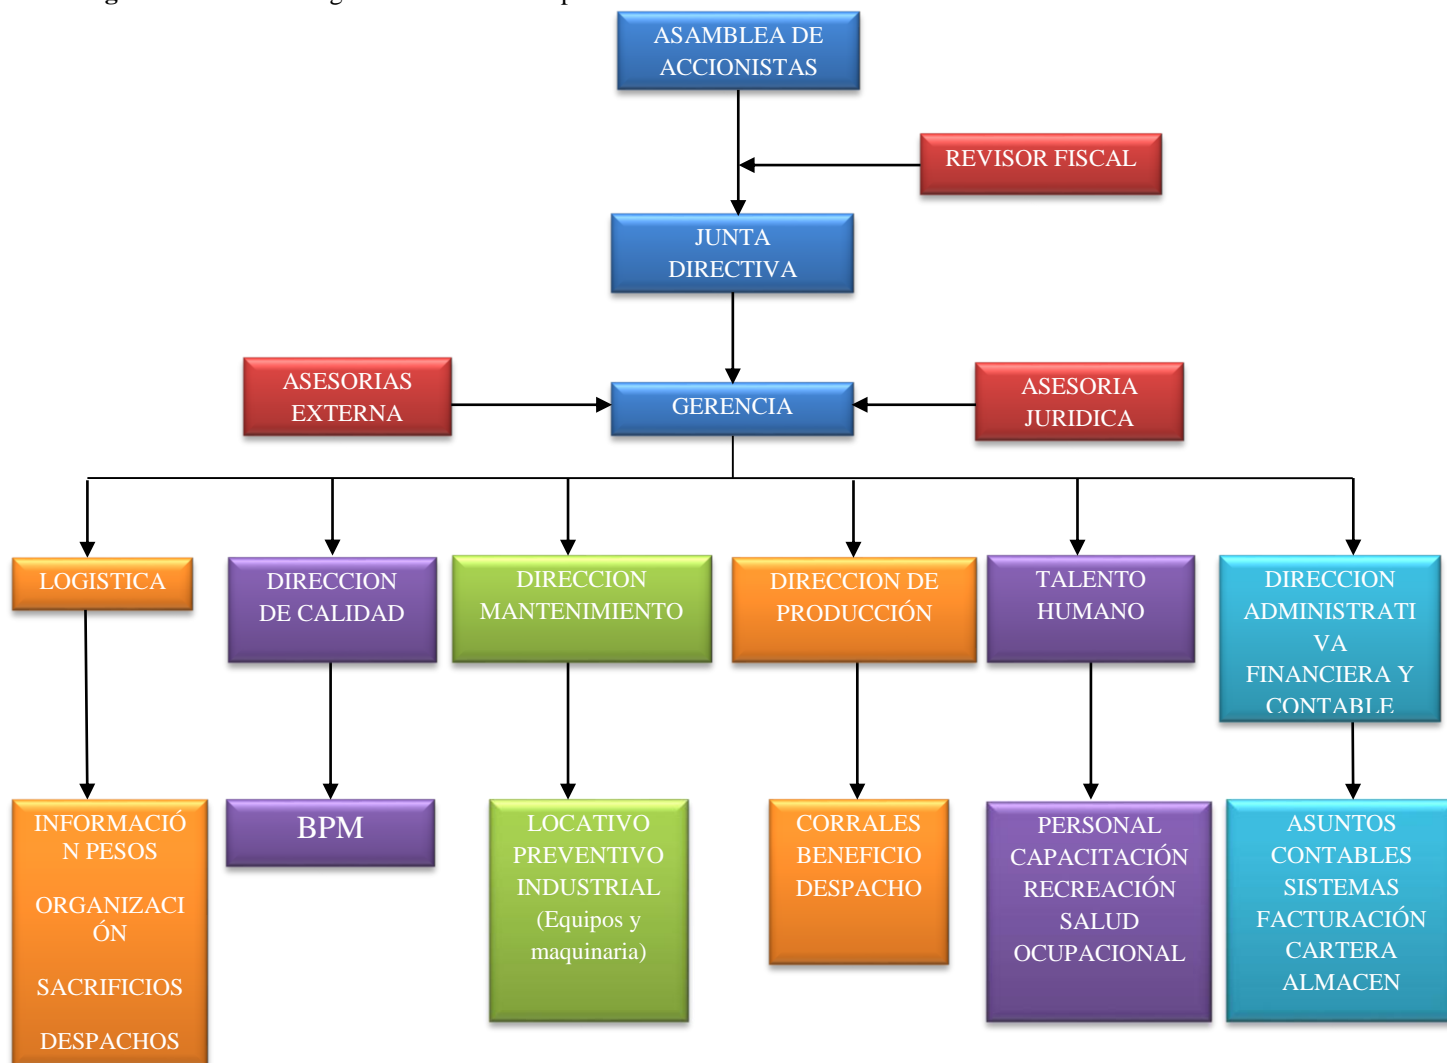 ASAMBLEA DE
ACCIONISTAS
REVISOR FISCAL
JUNTA
DIRECTIVA
ASESORIAS
EXTERNA
GERENCIA
ASESORIA
JURIDICA
LOGISTICA
DIRECCION
DE CALIDAD
DIRECCION
MANTENIMIENTO
DIRECCION DE
PRODUCCIÓN
TALENTO
HUMANO
DIRECCION
ADMINISTRATI
VA
FINANCIERA Y
CONTABLE
INFORMACIÓ
N PESOS
ORGANIZACI
ÓN
SACRIFICIOS
DESPACHOS
BPM
LOCATIVO
PREVENTIVO
INDUSTRIAL
(Equipos y
maquinaria)
CORRALES
BENEFICIO
DESPACHO
PERSONAL
CAPACITACIÓN
RECREACIÓN
SALUD
OCUPACIONAL
ASUNTOS
CONTABLES
SISTEMAS
FACTURACIÓN
CARTERA
ALMACEN